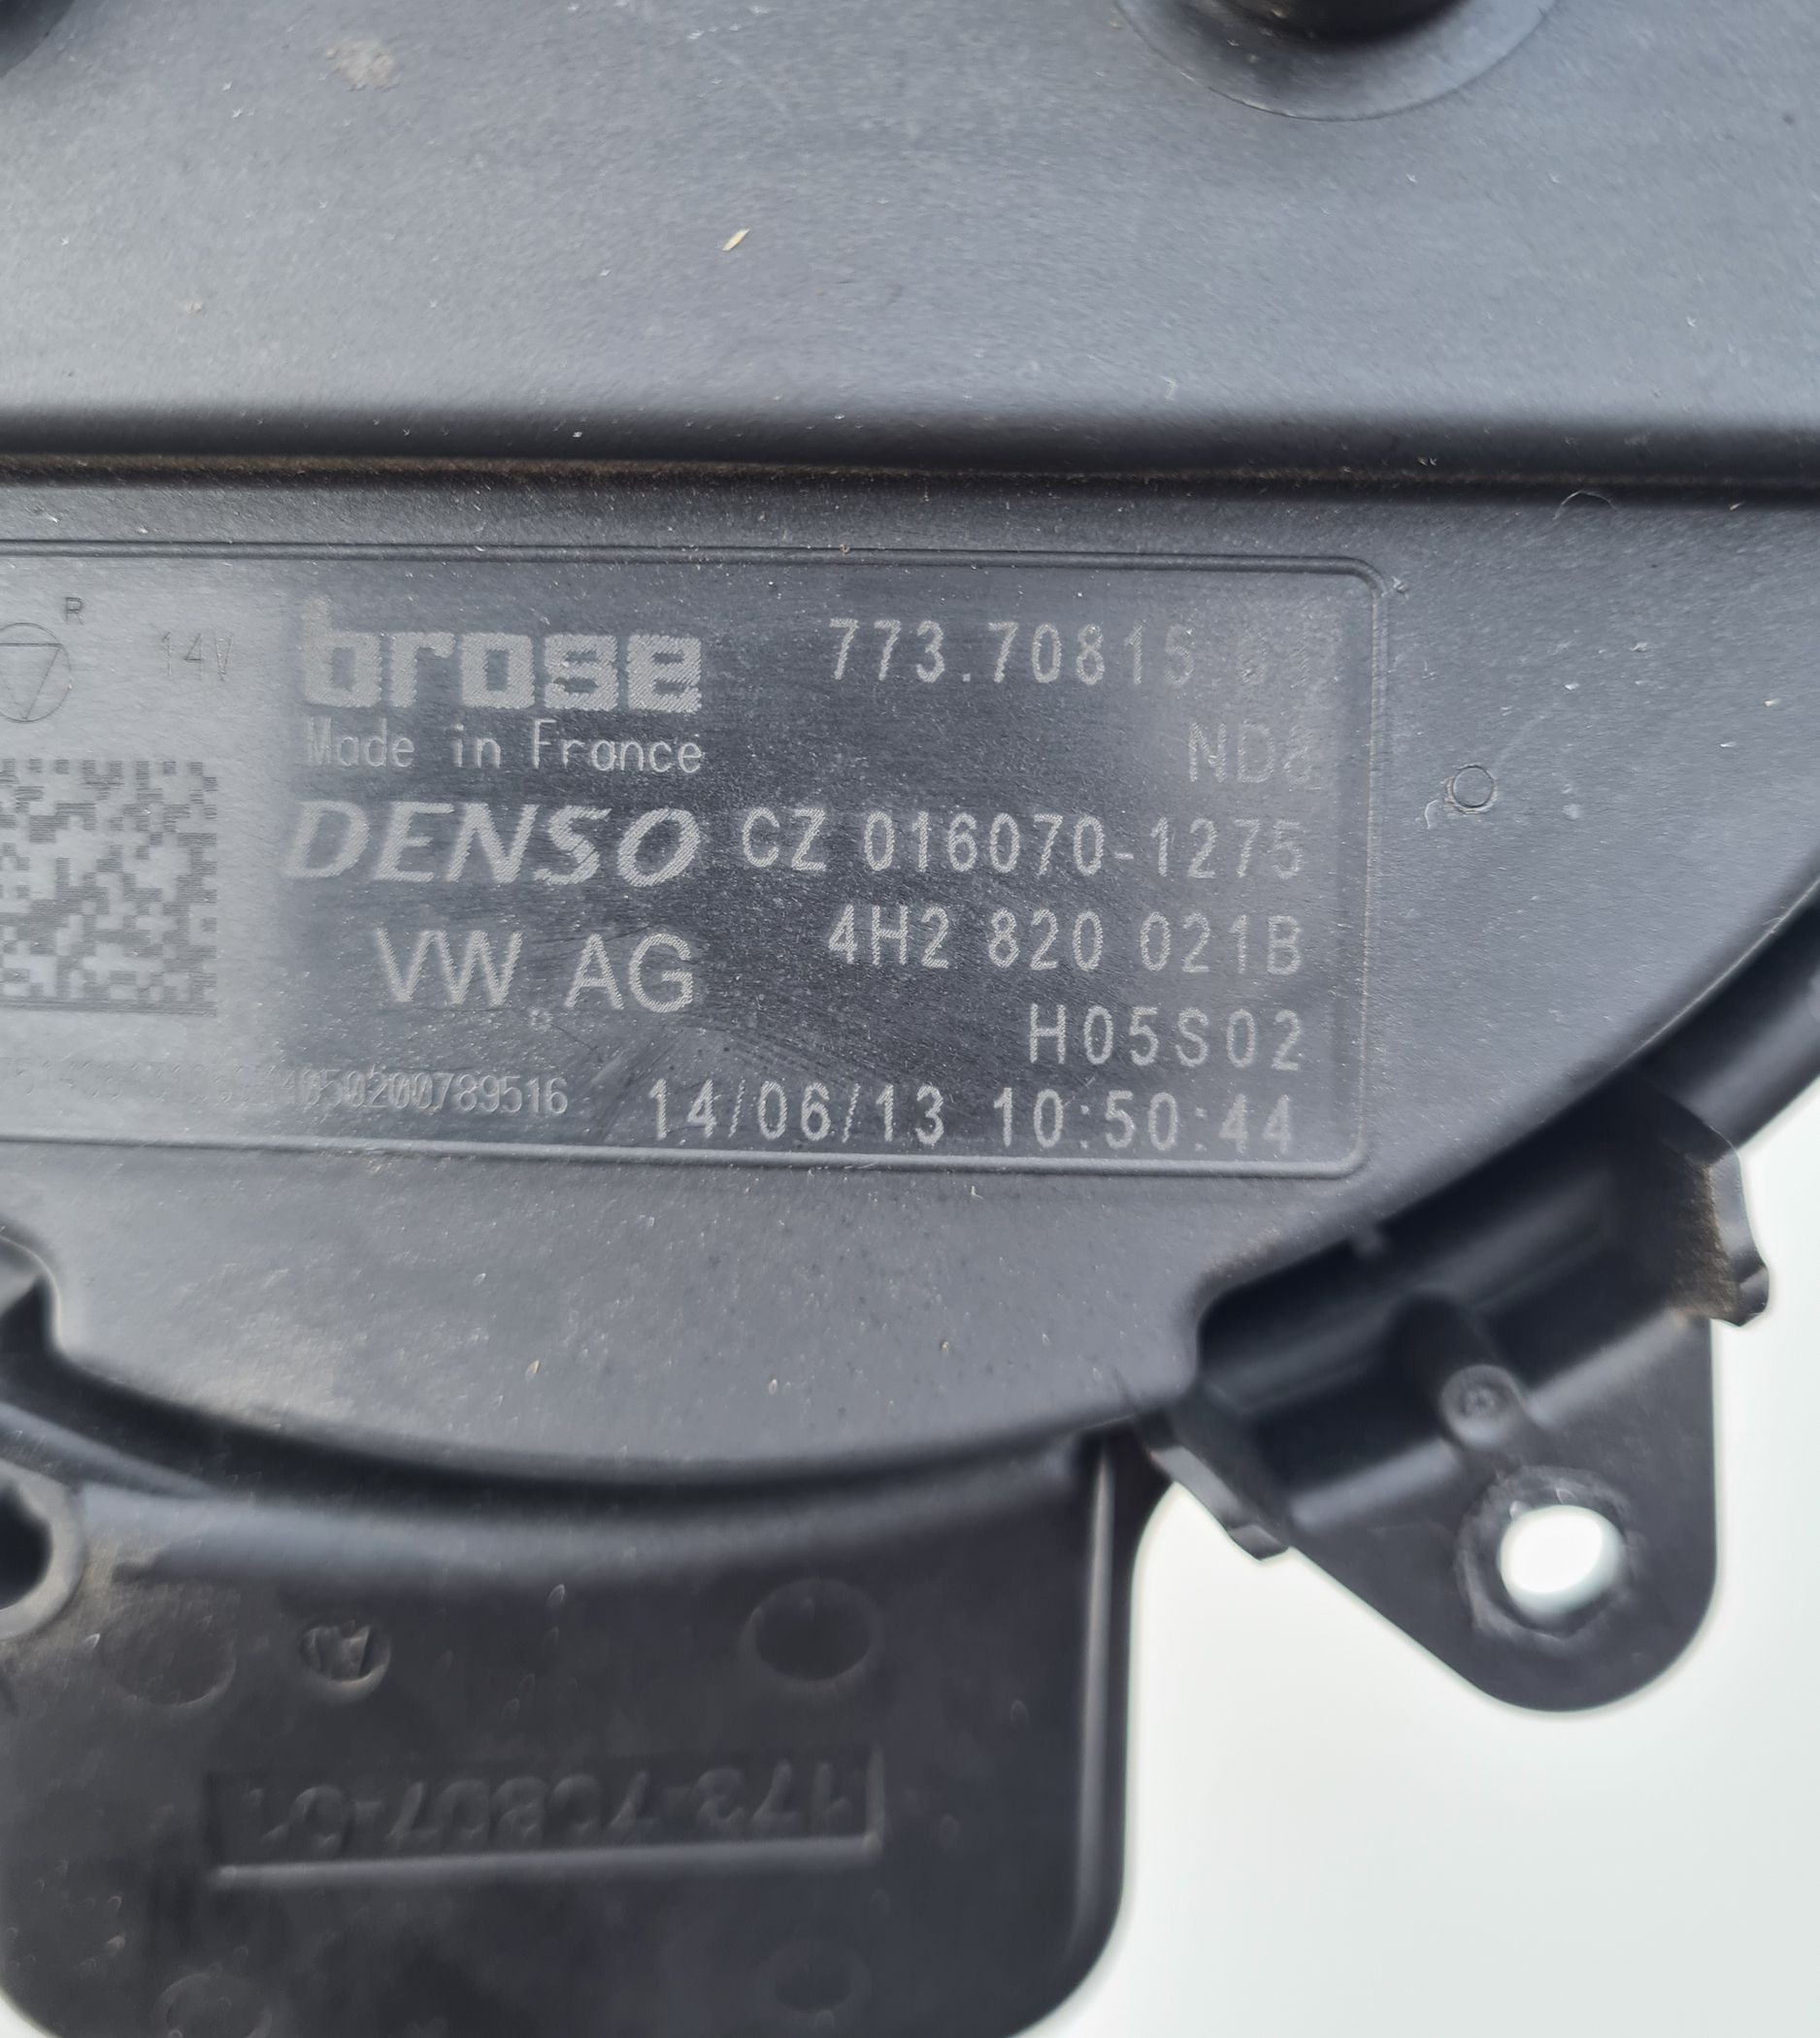 R
14V
brose 773.70815
Made in France
DENSO CZ 016070-1275
VW AG 4H2 820 021B
H05S02
14/06/13 10:50:44